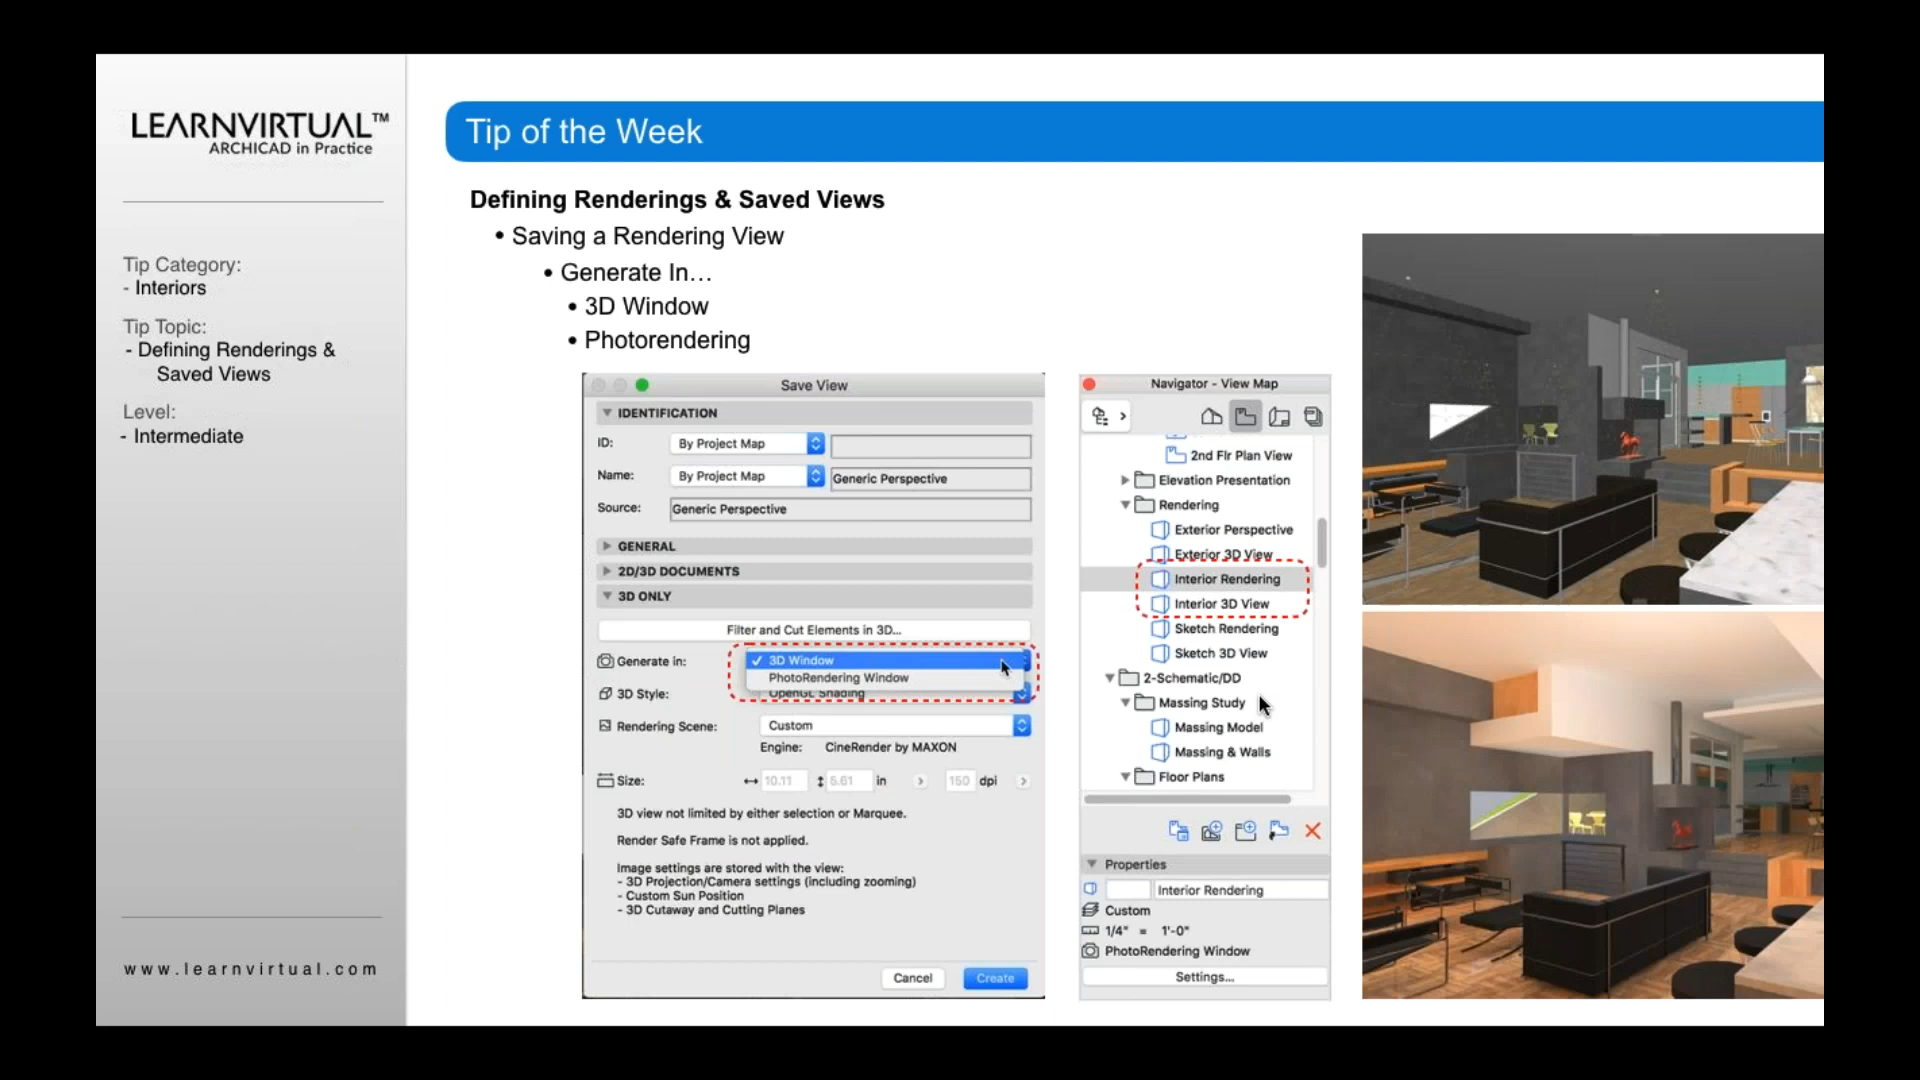 LEARNVIRTUAL™
ARCHICAD in Practice
Tip Category:
- Interiors
Tip Topic:
- Defining Renderings &
Saved Views
Level:
- Intermediate
www.learnvirtual.com
Tip of the Week
Defining Renderings & Saved Views
• Saving a Rendering View
• Generate In…
• 3D Window
• Photorendering
Save View
IDENTIFICATION
ID:
By Project Map
Name:
By Project Map
Generic Perspective
Source:
Generic Perspective
GENERAL
2D/3D DOCUMENTS
3D ONLY
Filter and Cut Elements in 3D...
Generate in:
✓ 3D Window
PhotoRendering Window
3D Style:
OpenGL Shading
Rendering Scene:
Custom
Engine: CineRender by MAXON
Size:
10.11
6.61
in
150
dpi
3D view not limited by either selection or Marquee.
Render Safe Frame is not applied.
Image settings are stored with the view:
- 3D Projection/Camera settings (including zooming)
- Custom Sun Position
- 3D Cutaway and Cutting Planes
Cancel
Create
Navigator - View Map
2nd Flr Plan View
Elevation Presentation
Rendering
Exterior Perspective
Exterior 3D View
Interior Rendering
Interior 3D View
Sketch Rendering
Sketch 3D View
2-Schematic/DD
Massing Study
Massing Model
Massing & Walls
Floor Plans
Properties
Interior Rendering
Custom
1/4" = 1'-0"
PhotoRendering Window
Settings...